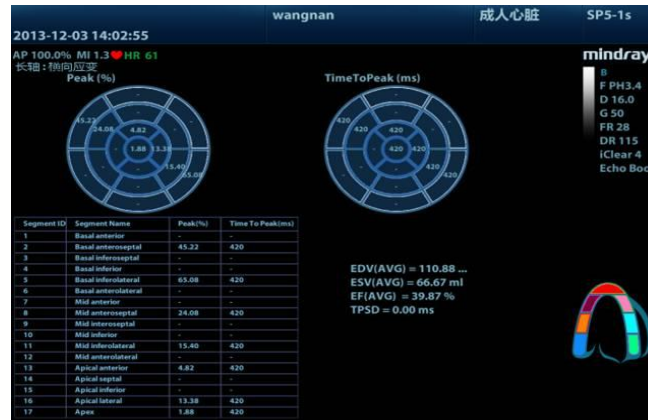 wangnan 成人心脏 SP5-1s
2013-12-03 14:02:55
AP 100.0% MI 1.3 HR 61
mindray
长轴:横向应变
Peak (%)
TimeToPeak (ms)
B
F PH3.4
D 16.0
G 50
FR 28
DR 115
iClear 4
Echo Boo
45.22
24.08
4.82
1.88 13.38
15.40
65.08
420
420 420
420 420
420
420
Segment ID Segment Name Peak(%) Time To Peak(ms)
1 Basal anterior - -
2 Basal anteroseptal 45.22 420
3 Basal inferoseptal - -
4 Basal inferior - -
5 Basal inferolateral 65.08 420
6 Basal anterolateral - -
7 Mid anterior - -
8 Mid anteroseptal 24.08 420
9 Mid interoseptal - -
10 Mid inferior - -
11 Mid inferolateral 15.40 420
12 Mid anterolateral - -
13 Apical anterior 4.82 420
14 Apical septal - -
15 Apical inferior - -
16 Apical lateral 13.38 420
17 Apex 1.88 420
EDV(AVG) = 110.88 ...
ESV(AVG) = 66.67 ml
EF(AVG) = 39.87 %
TPSD = 0.00 ms